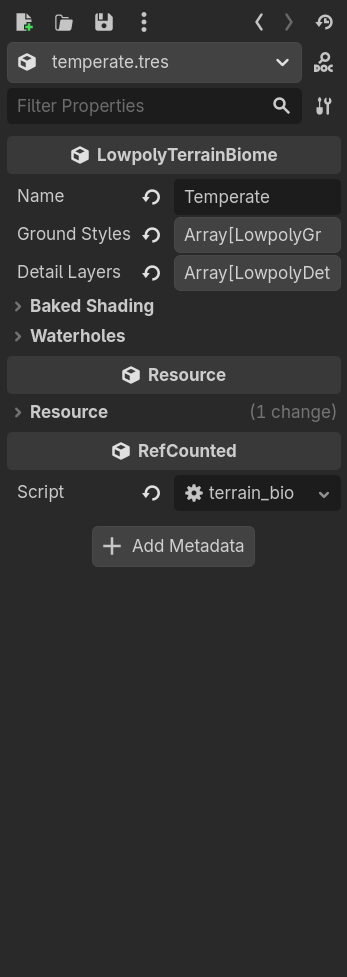 temperate.tres
DOC
Filter Properties
LowpolyTerrainBiome
Name Temperate
Ground Styles Array[LowpolyGr
Detail Layers Array[LowpolyDet
Baked Shading
Waterholes
Resource
Resource (1 change)
RefCounted
Script terrain_bio
Add Metadata